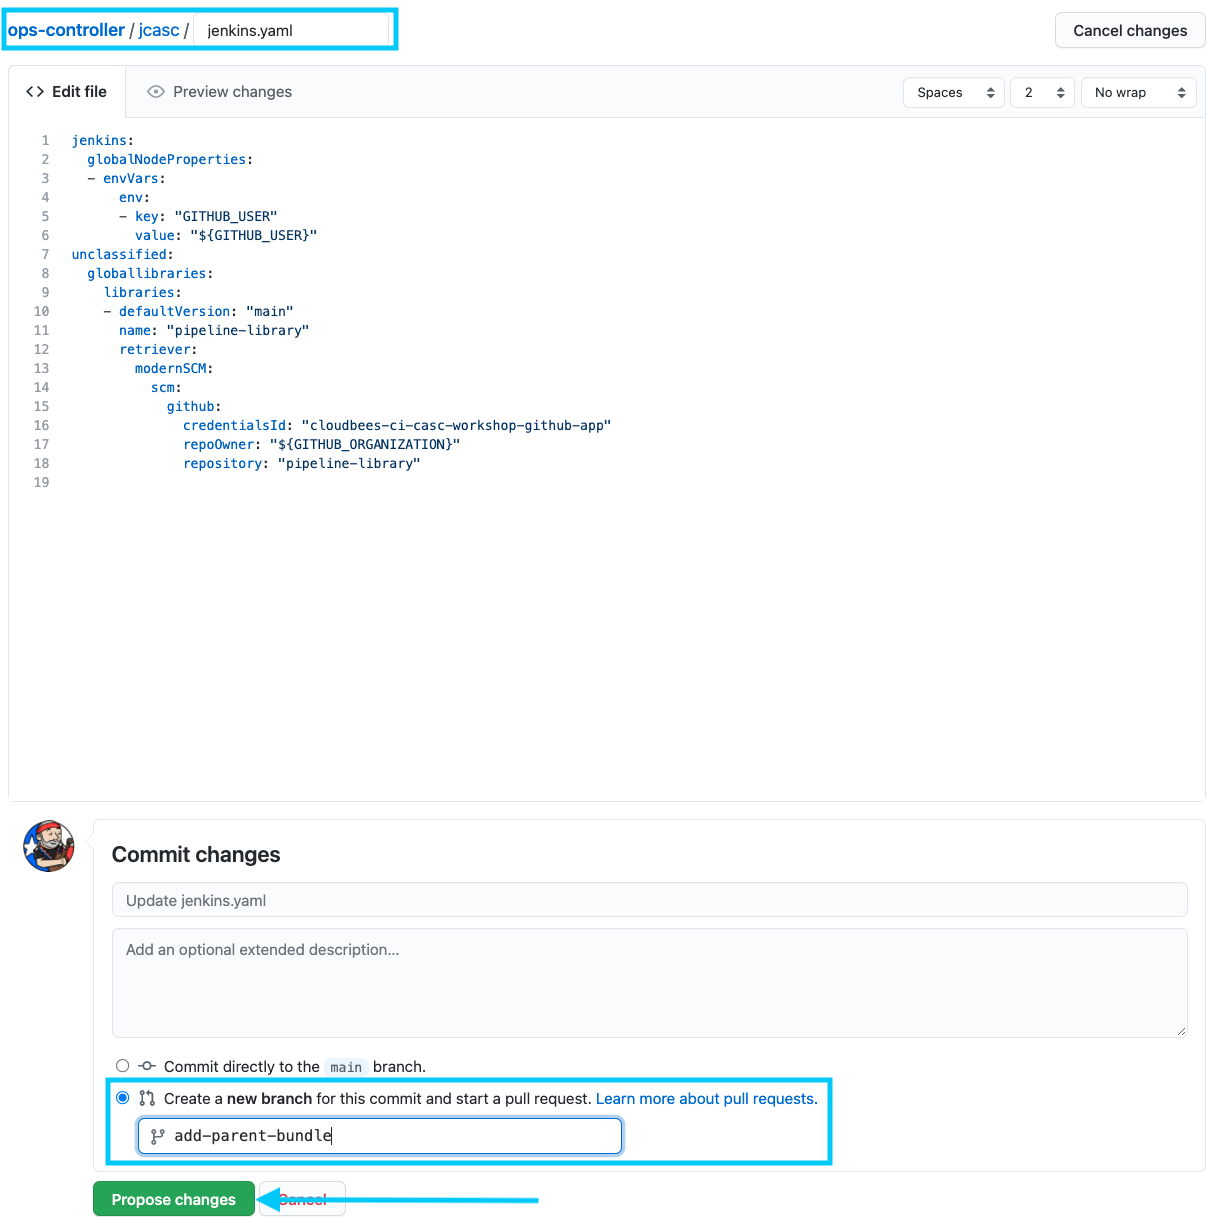 ops-controller / jcasc / jenkins.yaml
Cancel changes
<> Edit file
Preview changes
Spaces
2
No wrap
1 jenkins:
2   globalNodeProperties:
3   - envVars:
4       env:
5       - key: "GITHUB_USER"
6         value: "${GITHUB_USER}"
7 unclassified:
8   globallibraries:
9     libraries:
10     - defaultVersion: "main"
11       name: "pipeline-library"
12       retriever:
13         modernSCM:
14           scm:
15             github:
16               credentialsId: "cloudbees-ci-casc-workshop-github-app"
17               repoOwner: "${GITHUB_ORGANIZATION}"
18               repository: "pipeline-library"
19
Commit changes
Update jenkins.yaml
Add an optional extended description...
Commit directly to the main branch.
Create a new branch for this commit and start a pull request. Learn more about pull requests.
add-parent-bundle
Propose changes
Cancel